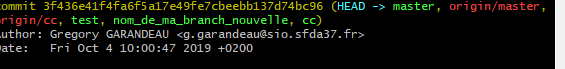 commit 3f436e41f4fa6f5a17e49fe7cbeebb137d74bc96 (HEAD -> master, origin/master,
origin/cc, test, nom_de_ma_branch_nouvelle, cc)
Author: Gregory GARANDEAU <g.garandeau@sio.sfda37.fr>
Date:   Fri Oct 4 10:00:47 2019 +0200